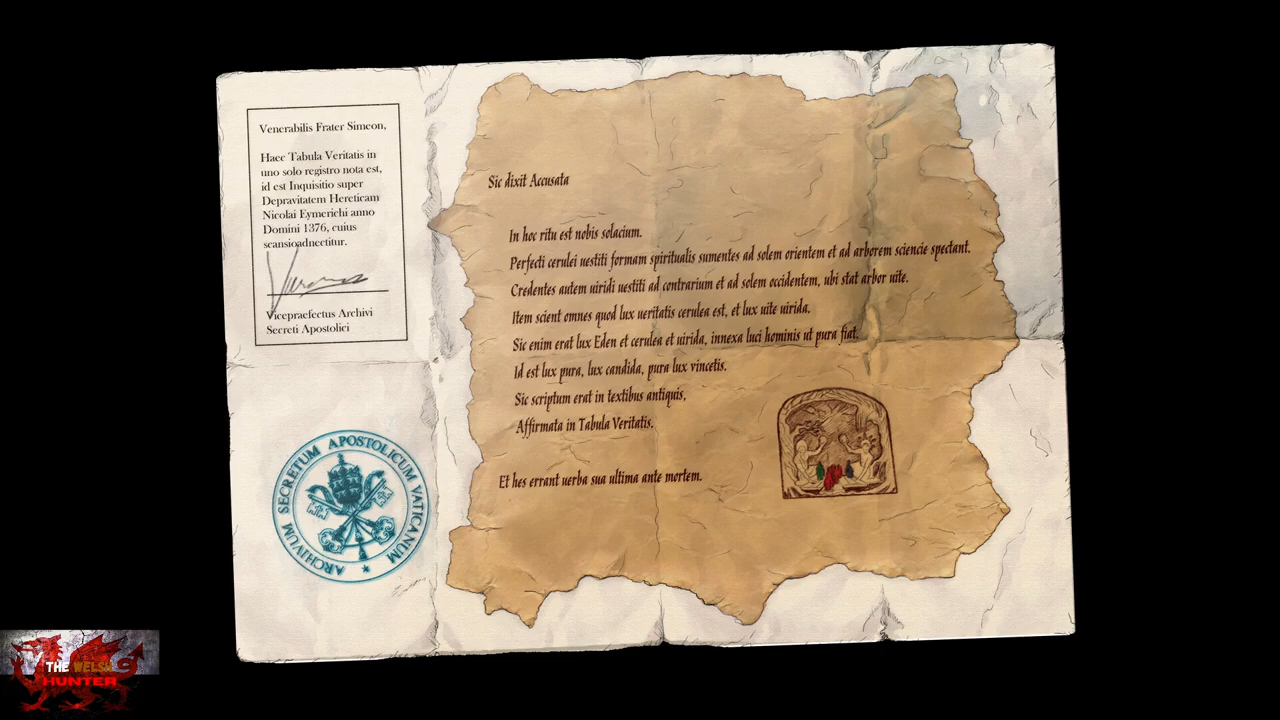 Venerabilis Frater Simeon,
Haec Tabula Veritatis in
uno solo registro nota est,
id est Inquisitio super
Depravitatem Hereticam
Nicolai Eymerichi anno
Domini 1376, cuius
scansioadnectitur.
Vicepraefectus Archivi
Secreti Apostolici
ARCHIVUM SECRETUM APOSTOLICUM VATICANUM
Sic dixit Accusata
In hoc ritu est nobis solacium.
Perfecti cerulei uestiti formam spiritualis sumentes ad solem orientem et ad arborem sciencie spectant.
Credentes autem uiridi uestiti ad contrarium et ad solem occidentem, ubi stat arbor uite.
Item scient omnes quod lux ueritatis cerulea est, et lux uite uirida.
Sic enim erat lux Eden et cerulea et uirida, innexa luci hominis ut pura fiat.
Id est lux pura, lux candida, pura lux vincetis.
Sic scriptum erat in textibus antiquis,
Affirmata in Tabula Veritatis.
Et hes errant uerba sua ultima ante mortem.
THE WELSH
HUNTER